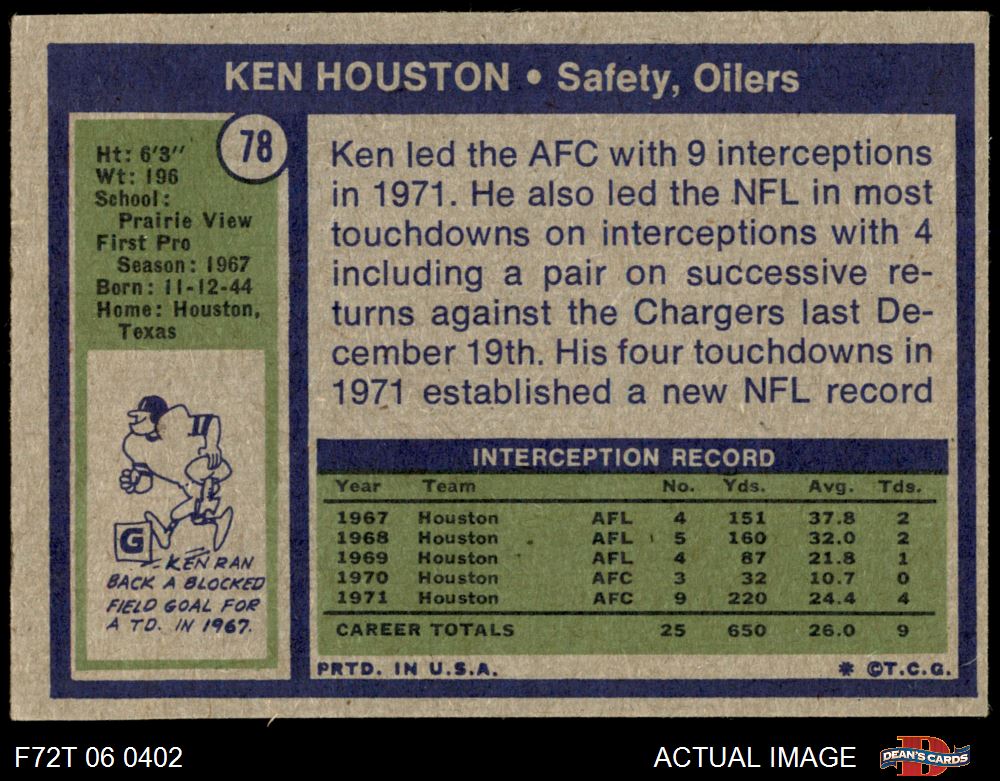 KEN HOUSTON • Safety, Oilers
78
Ht: 6'3"
Wt: 196
School:
Prairie View
First Pro
Season: 1967
Born: 11-12-44
Home: Houston,
Texas
G
KEN RAN
BACK A BLOCKED
FIELD GOAL FOR
A TD. IN 1967.
Ken led the AFC with 9 interceptions
in 1971. He also led the NFL in most
touchdowns on interceptions with 4
including a pair on successive re-
turns against the Chargers last De-
cember 19th. His four touchdowns in
1971 established a new NFL record
INTERCEPTION RECORD
Year Team No. Yds. Avg. Tds.
1967 Houston AFL 4 151 37.8 2
1968 Houston AFL 5 160 32.0 2
1969 Houston AFL 4 87 21.8 1
1970 Houston AFC 3 32 10.7 0
1971 Houston AFC 9 220 24.4 4
CAREER TOTALS 25 650 26.0 9
PRTD. IN U.S.A. * ©T.C.G.
F72T 06 0402 ACTUAL IMAGE D DEAN'S CARDS